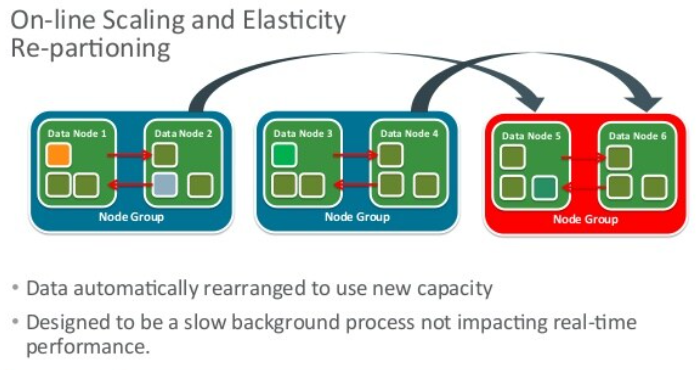 On-line Scaling and Elasticity
Re-partioning
Data Node 1
Data Node 2
Data Node 3
Data Node 4
Data Node 5
Data Node 6
Node Group
Node Group
Node Group
• Data automatically rearranged to use new capacity
• Designed to be a slow background process not impacting real-time
performance.